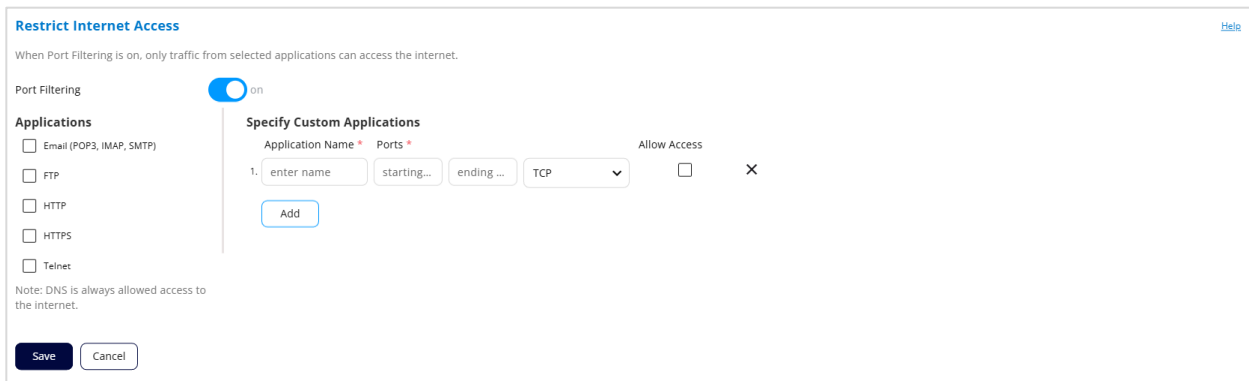 Restrict Internet Access
Help
When Port Filtering is on, only traffic from selected applications can access the internet.
Port Filtering
on
Applications
Email (POP3, IMAP, SMTP)
FTP
HTTP
HTTPS
Telnet
Note: DNS is always allowed access to
the internet.
Specify Custom Applications
Application Name * Ports * Allow Access
1. enter name starting... ending ... TCP
Add
Save Cancel